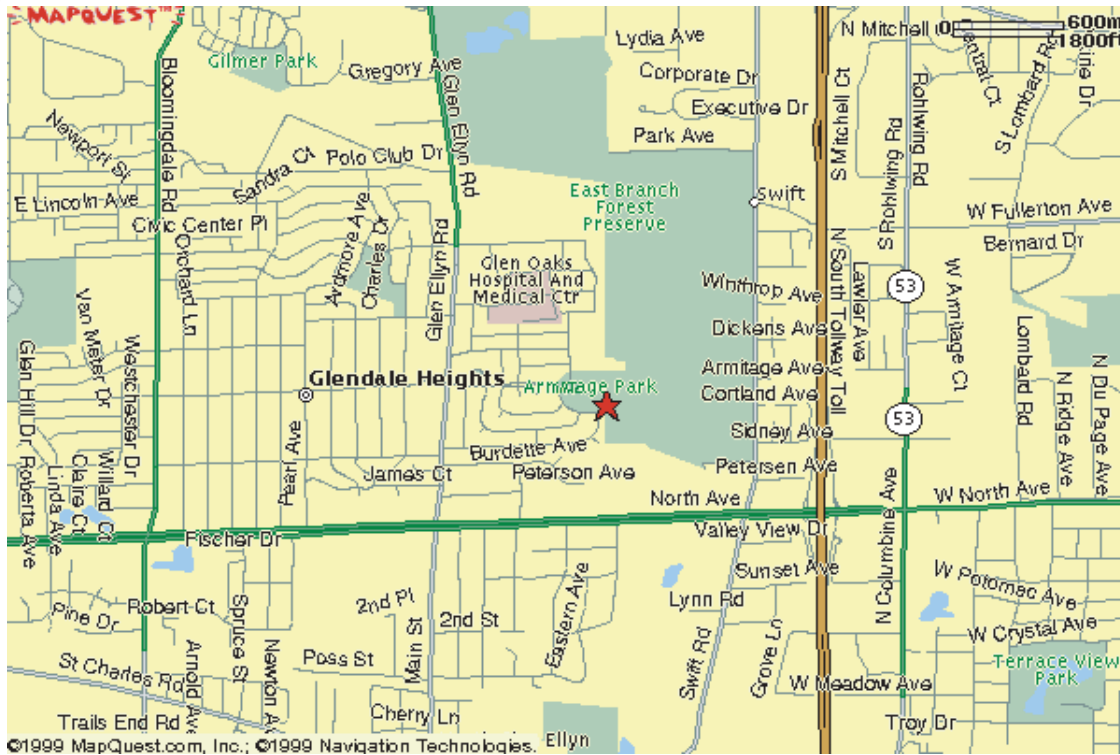 MAPQUEST™
600m
1800ft
0
N Mitchell
Lydia Ave
Gilmer Park
Gregory Ave
Corporate Dr
Executive Dr
Park Ave
Bloomingdale Rd
Glen Ellyn Rd
S Mitchell Ct
Rohlwing Rd
S Rohlwing Rd
S Lombard Rd
Newport St
Sandra Ct
Polo Club Dr
East Branch
Forest
Preserve
Swift
E Lincoln Ave
Civic Center Pl
W Fullerton Ave
Bernard Dr
Orchard Ln
Ardmore Ave
Charles Dr
Glen Ellyn Rd
Glen Oaks
Hospital And
Medical Ctr
Winthrop Ave
N South Tollway Toll
Lawler Ave
53
W Armitage Ct
Van Meter Dr
Westchester Dr
Dickens Ave
Lombard Rd
Armitage Ave
Glendale Heights
Armitage Park
Cortland Ave
N Ridge Ave
N Du Page Ave
Glen Hill Dr
53
Sidney Ave
Burdette Ave
Pearl Ave
James Ct
Peterson Ave
Petersen Ave
Roberta Ave
Linda Ave
Claire Ct
Willard Ct
North Ave
W North Ave
Fischer Dr
Valley View Dr
N Columbine Ave
Sunset Ave
W Potomac Ave
Eastern Ave
Lynn Rd
Robert Ct
2nd Pl
2nd St
Pine Dr
Spruce St
W Crystal Ave
Main St
Poss St
Swift Rd
Grove Ln
Terrace View
Park
St Charles Rd
Arnold Ave
Newton Av
W Meadow Ave
Trails End Rd
Cherry Ln
Troy Dr
Ellyn
©1999 MapQuest.com, Inc.; ©1999 Navigation Technologies.